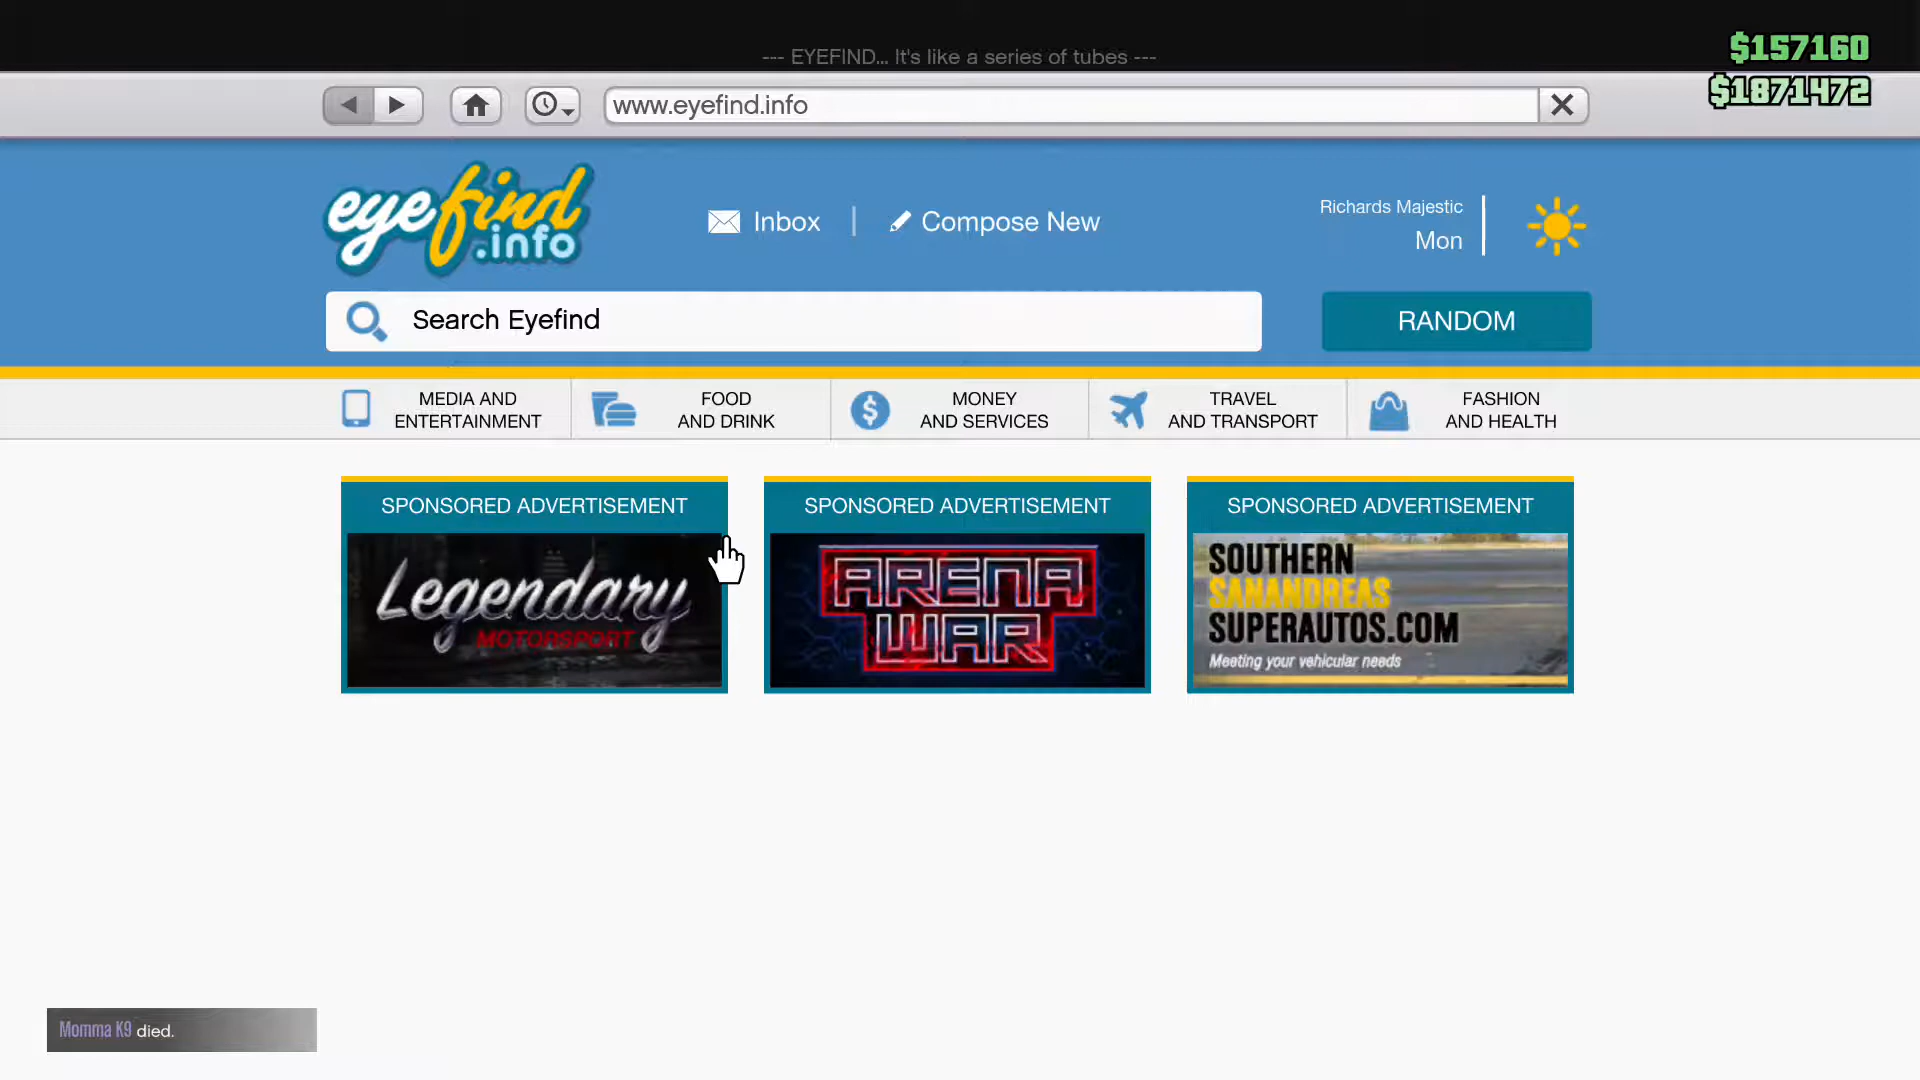 --- EYEFIND... It's like a series of tubes ---
$157160
$1871472
www.eyefind.info
eyefind
.info
Inbox
Compose New
Richards Majestic
Mon
Search Eyefind
RANDOM
MEDIA AND
ENTERTAINMENT
FOOD
AND DRINK
MONEY
AND SERVICES
TRAVEL
AND TRANSPORT
FASHION
AND HEALTH
SPONSORED ADVERTISEMENT
Legendary
MOTORSPORT
SPONSORED ADVERTISEMENT
ARENA
WAR
SPONSORED ADVERTISEMENT
SOUTHERN
SANANDREAS
SUPERAUTOS.COM
Meeting your vehicular needs
Momma K9 died.